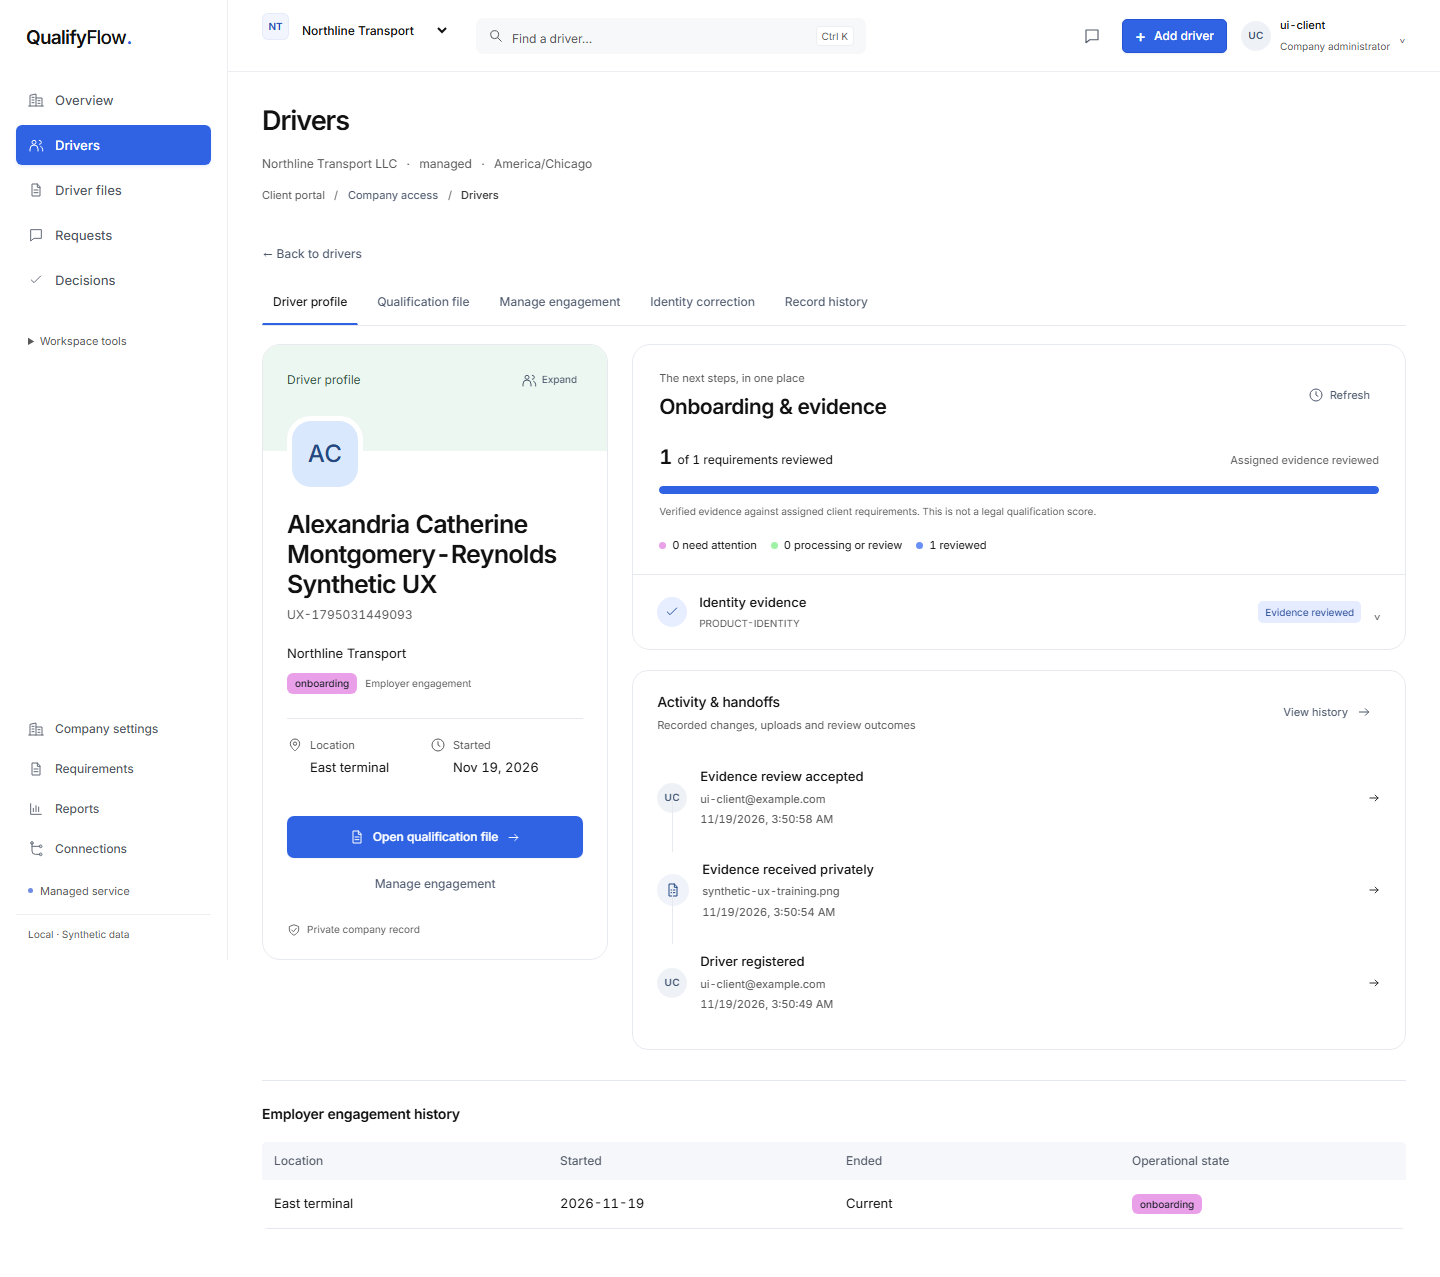 QualifyFlow.
NT
Northline Transport
Find a driver...
Ctrl K
+ Add driver
UC
ui-client
Company administrator
Overview
Drivers
Driver files
Requests
Decisions
Workspace tools
Company settings
Requirements
Reports
Connections
Managed service
Local · Synthetic data
Drivers
Northline Transport LLC · managed · America/Chicago
Client portal / Company access / Drivers
← Back to drivers
Driver profile
Qualification file
Manage engagement
Identity correction
Record history
Driver profile
Expand
AC
Alexandria Catherine
Montgomery-Reynolds
Synthetic UX
UX-1795031449093
Northline Transport
onboarding
Employer engagement
Location
East terminal
Started
Nov 19, 2026
Open qualification file →
Manage engagement
Private company record
The next steps, in one place
Onboarding & evidence
Refresh
1 of 1 requirements reviewed
Assigned evidence reviewed
Verified evidence against assigned client requirements. This is not a legal qualification score.
0 need attention
0 processing or review
1 reviewed
Identity evidence
PRODUCT-IDENTITY
Evidence reviewed
Activity & handoffs
Recorded changes, uploads and review outcomes
View history →
UC
Evidence review accepted
ui-client@example.com
11/19/2026, 3:50:58 AM
Evidence received privately
synthetic-ux-training.png
11/19/2026, 3:50:54 AM
UC
Driver registered
ui-client@example.com
11/19/2026, 3:50:49 AM
Employer engagement history
Location Started Ended Operational state
East terminal 2026-11-19 Current onboarding